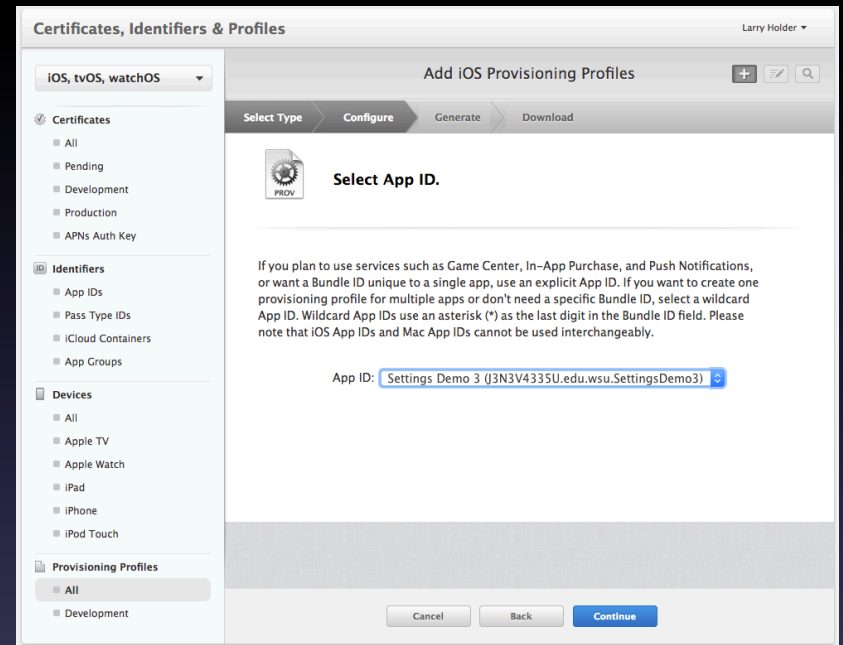 Certificates, Identifiers & Profiles
Larry Holder
iOS, tvOS, watchOS
Certificates
All
Pending
Development
Production
APNs Auth Key
ID Identifiers
App IDs
Pass Type IDs
iCloud Containers
App Groups
Devices
All
Apple TV
Apple Watch
iPad
iPhone
iPod Touch
Provisioning Profiles
All
Development
Add iOS Provisioning Profiles
Select Type
Configure
Generate
Download
PROV
Select App ID.
If you plan to use services such as Game Center, In-App Purchase, and Push Notifications,
or want a Bundle ID unique to a single app, use an explicit App ID. If you want to create one
provisioning profile for multiple apps or don't need a specific Bundle ID, select a wildcard
App ID. Wildcard App IDs use an asterisk (*) as the last digit in the Bundle ID field. Please
note that iOS App IDs and Mac App IDs cannot be used interchangeably.
App ID: Settings Demo 3 (J3N3V4335U.edu.wsu.SettingsDemo3)
Cancel
Back
Continue